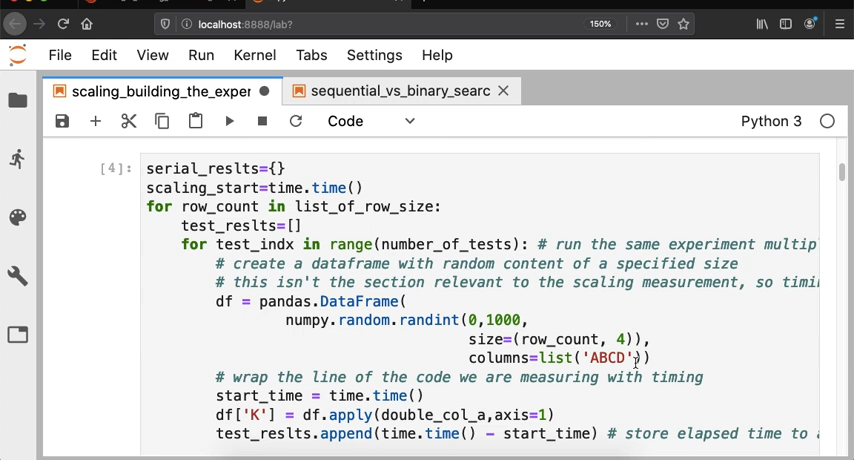 localhost:8888/lab?
150%
File Edit View Run Kernel Tabs Settings Help
scaling_building_the_exper
sequential_vs_binary_searc
Code
Python 3
[4]:
serial_reslts={}
scaling_start=time.time()
for row_count in list_of_row_size:
test_reslts=[]
for test_indx in range(number_of_tests): # run the same experiment multipl
# create a dataframe with random content of a specified size
# this isn't the section relevant to the scaling measurement, so timin
df = pandas.DataFrame(
numpy.random.randint(0,1000,
size=(row_count, 4)),
columns=list('ABCD'))
# wrap the line of the code we are measuring with timing
start_time = time.time()
df['K'] = df.apply(double_col_a,axis=1)
test_reslts.append(time.time() - start_time) # store elapsed time to a